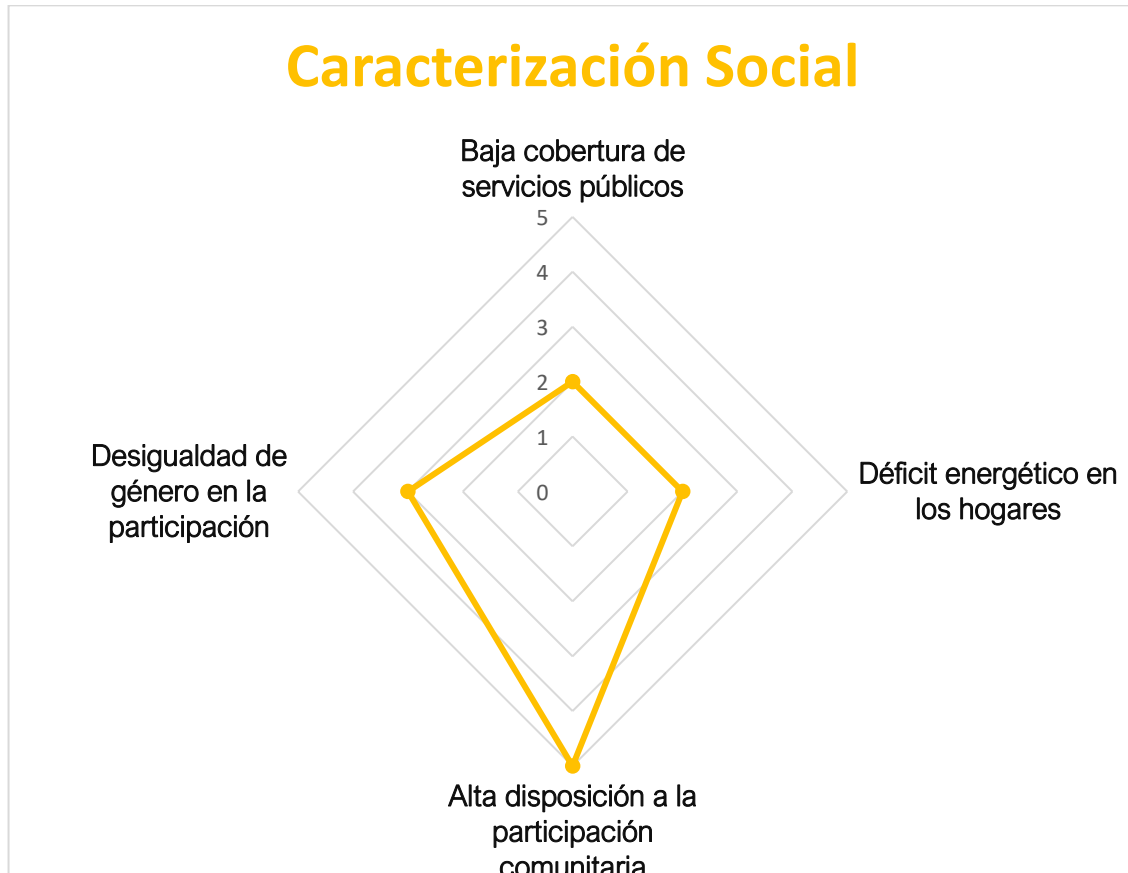 Caracterización Social
Baja cobertura de
servicios públicos
5
4
3
2
1
0
Desigualdad de
género en la
participación
Déficit energético en
los hogares
Alta disposición a la
participación
comunitaria